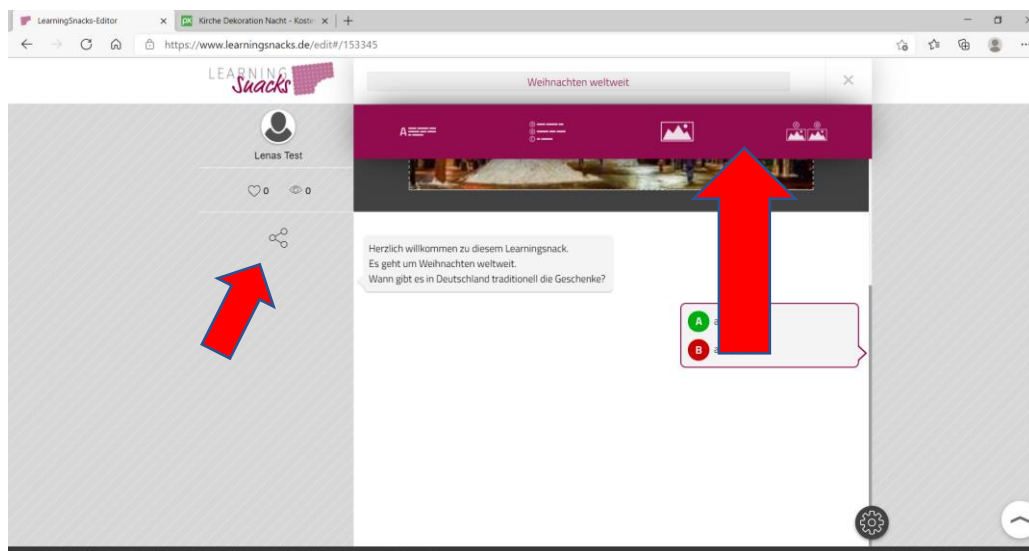 LearningSnacks-Editor
Kirche Dekoration Nacht - Koste
https://www.learningsnacks.de/edit#/153345
LEARNING
Snacks
Weihnachten weltweit
Lenas Test
0
0
Herzlich willkommen zu diesem Learningsnack.
Es geht um Weihnachten weltweit.
Wann gibt es in Deutschland traditionell die Geschenke?
A
B